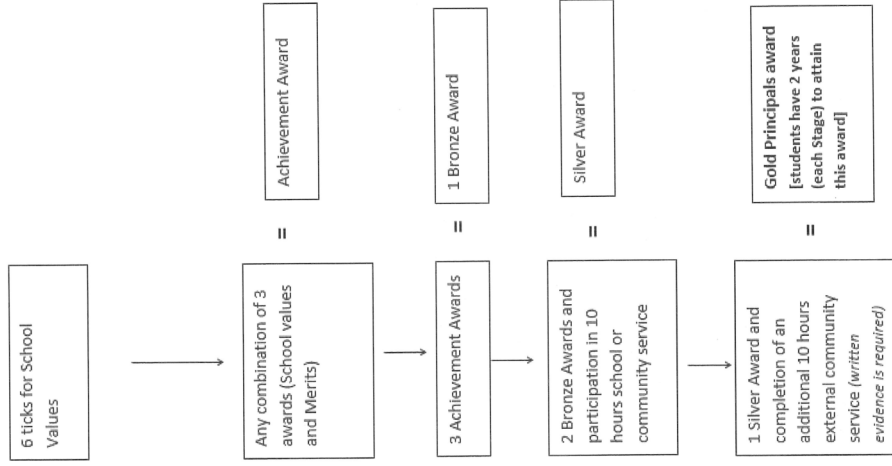 6 ticks for School
Values
Any combination of 3
awards (School values
and Merits)
=
Achievement Award
3 Achievement Awards
=
1 Bronze Award
2 Bronze Awards and
participation in 10
hours school or
community service
=
Silver Award
1 Silver Award and
completion of an
additional 10 hours
external community
service (written
evidence is required)
=
Gold Principals award
[students have 2 years
(each Stage) to attain
this award]